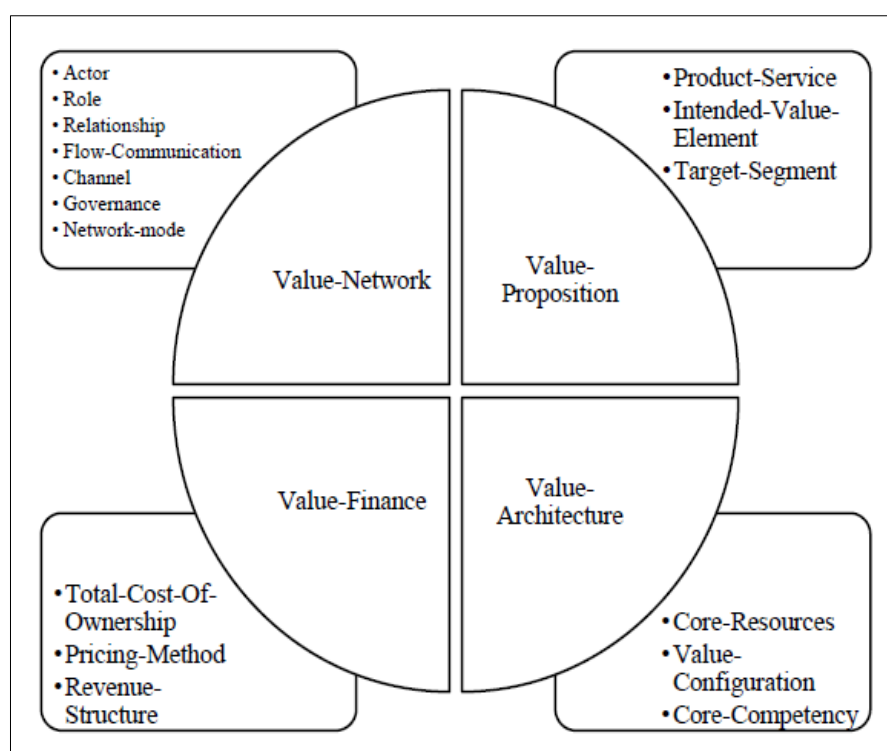 • Actor
• Role
• Relationship
• Flow-Communication
• Channel
• Governance
• Network-mode
•Product-Service
•Intended-Value-
Element
•Target-Segment
Value-Network
Value-
Proposition
Value-Finance
Value-
Architecture
•Total-Cost-Of-
Ownership
•Pricing-Method
•Revenue-
Structure
•Core-Resources
•Value-
Configuration
•Core-Competency